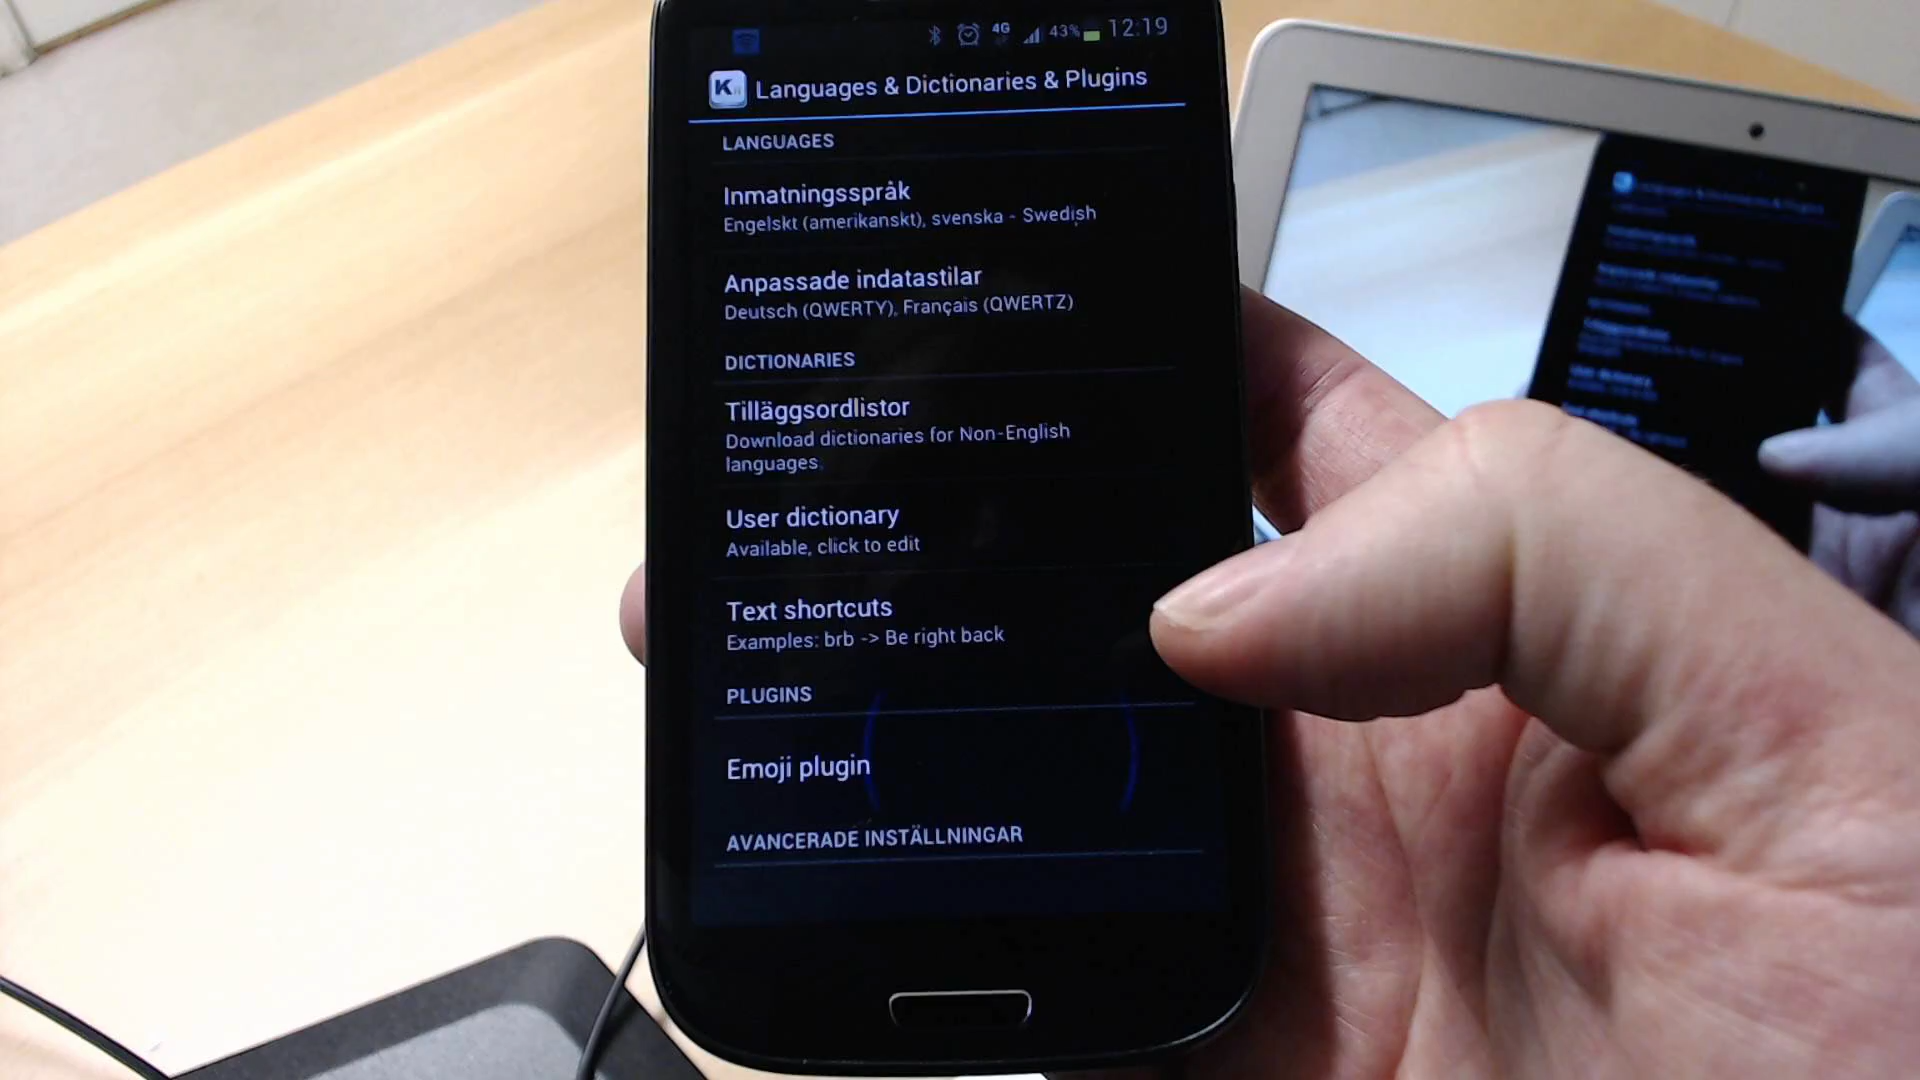 4G 43% 12:19
K Languages & Dictionaries & Plugins
LANGUAGES
Inmatningsspråk
Engelskt (amerikanskt), svenska - Swedish
Anpassade indatastilar
Deutsch (QWERTY), Français (QWERTZ)
DICTIONARIES
Tilläggsordlistor
Download dictionaries for Non-English
languages.
User dictionary
Available, click to edit
Text shortcuts
Examples: brb -> Be right back
PLUGINS
Emoji plugin
AVANCERADE INSTÄLLNINGAR